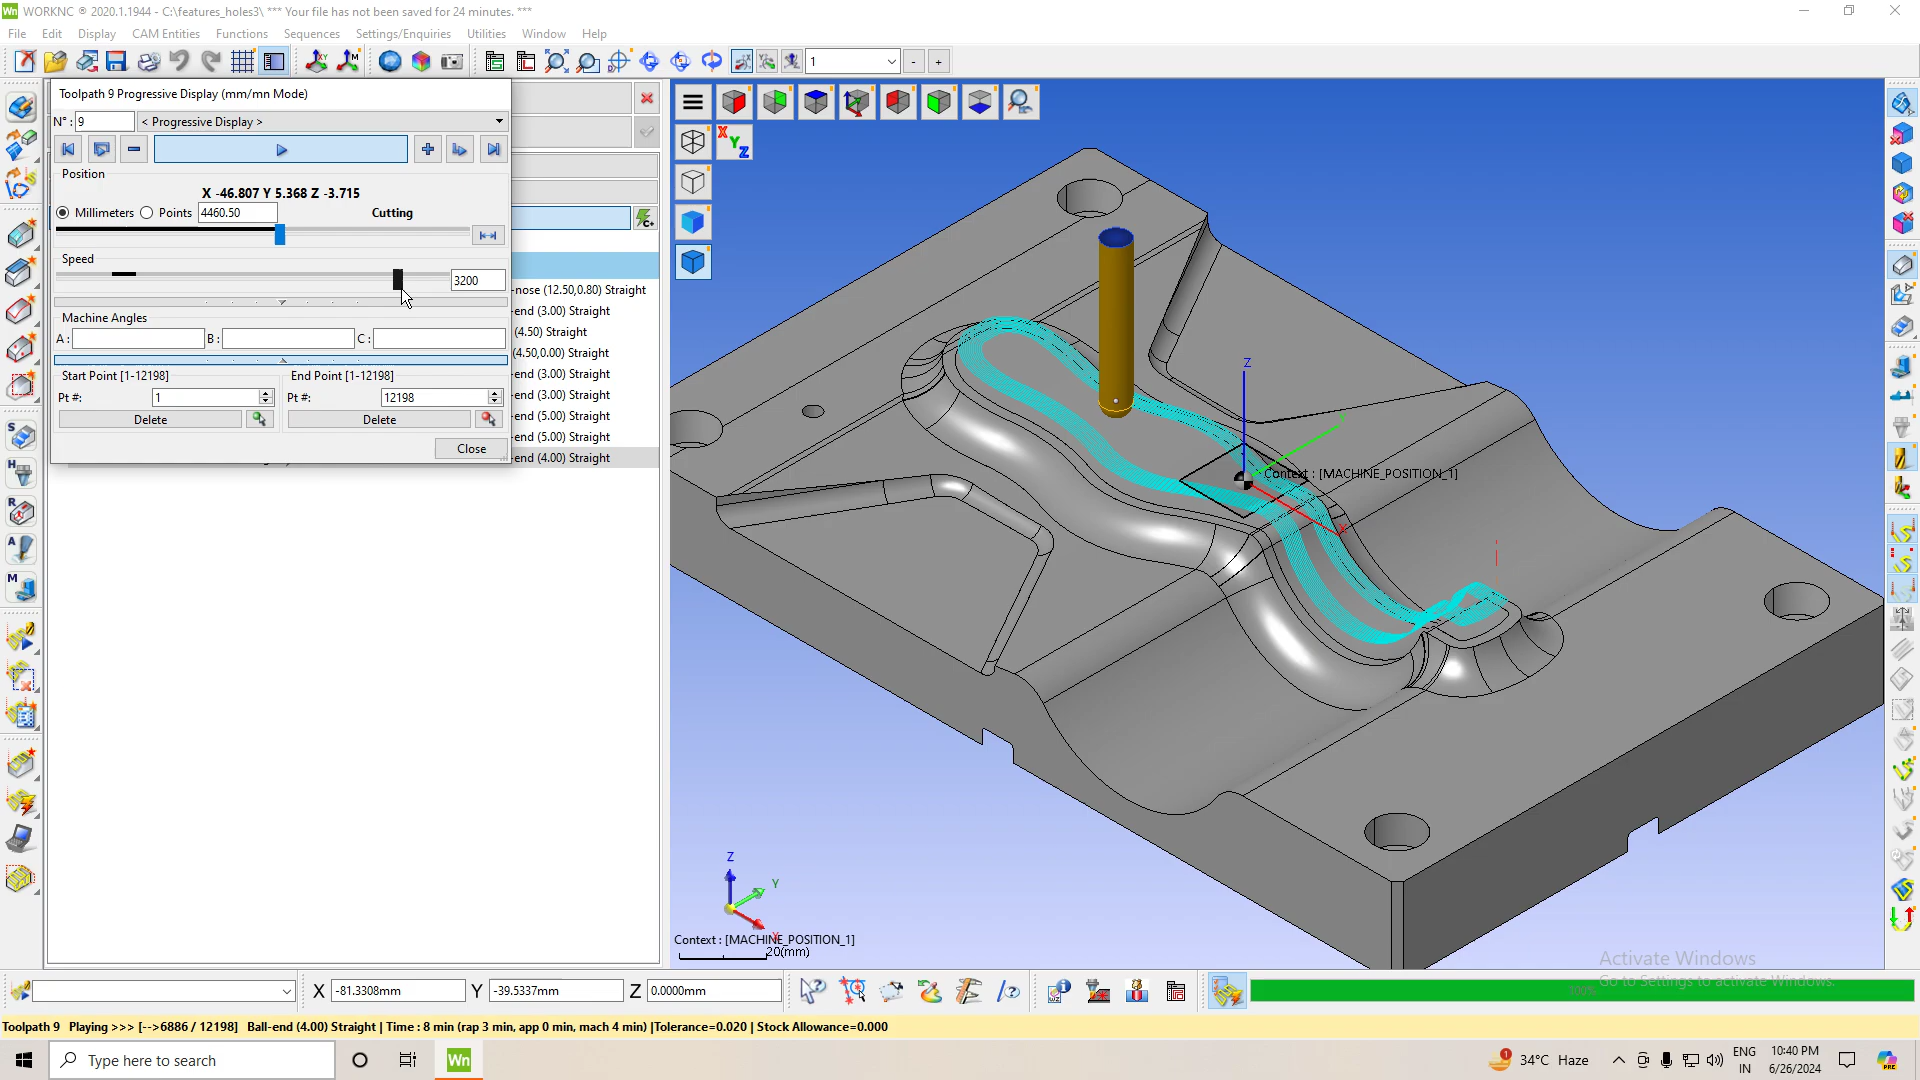 WORKNC ® 2020.1.1944 - C:\features_holes3\ *** Your file has not been saved for 24 minutes. ***
File Edit Display CAM Entities Functions Sequences Settings/Enquiries Utilities Window Help
1 - +
Toolpath 9 Progressive Display (mm/mn Mode)
N° : 9 < Progressive Display >
Position
X -46.807 Y 5.368 Z -3.715
Millimeters Points 4460.50 Cutting
Speed
3200
Machine Angles
A : B : C :
Start Point [1-12198] End Point [1-12198]
Pt #: 1 Pt #: 12198
Delete Delete
Close
-nose (12.50,0.80) Straight
-end (3.00) Straight
(4.50) Straight
(4.50,0.00) Straight
-end (3.00) Straight
-end (3.00) Straight
-end (5.00) Straight
-end (5.00) Straight
-end (4.00) Straight
X Y Z
Z
Context : [MACHINE_POSITION_1]
X
Z
Y
X
Context : [MACHINE_POSITION_1]
20(mm)
Activate Windows
Go to Settings to activate Windows.
X -81.3308mm Y -39.5337mm Z 0.0000mm
100%
Toolpath 9 Playing >>> [-->6886 / 12198] Ball-end (4.00) Straight | Time : 8 min (rap 3 min, app 0 min, mach 4 min) |Tolerance=0.020 | Stock Allowance=0.000
Type here to search
Wn
1 34°C Haze
ENG
IN
10:40 PM
6/26/2024